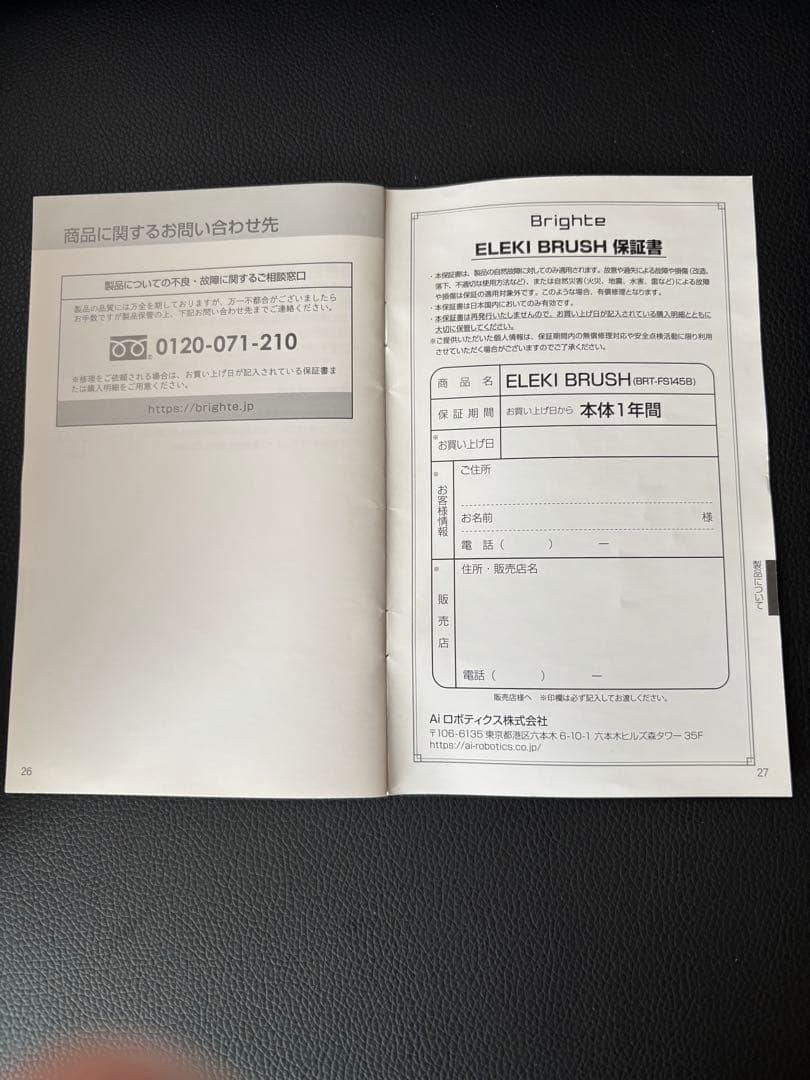 商品に関するお問い合わせ先
製品についての不良・故障に関するご相談窓口
製品の品質には万全を期しておりますが、万一不都合がございましたら
お手数ですが製品保管の上、下記お問い合わせ先までご連絡ください。
0120-071-210
※修理をご依頼される場合は、お買い上げ日が記入されている保証書ま
たは購入明細をご用意ください。
https://brighte.jp
26
Brighte
ELEKI BRUSH 保証書
・本保証書は、製品の自然故障に対してのみ適用されます。故意や過失による故障や損傷(改造、
落下、不適切な使用方法など)、または自然災害(火災、地震、水害、雷など)による故障
や損傷は保証の適用対象外です。このような場合、有償修理となります。
・本保証書は日本国内においてのみ有効です。
・本保証書は再発行いたしませんので、お買い上げ日が記入されている購入明細とともに
大切に保管してください。
※ご提供いただいた個人情報は、保証期間内の無償修理対応や安全点検活動に限り利用
させていただく場合がございますのでご了承ください。
商品名 ELEKI BRUSH(BRT-FS145B)
保証期間 お買い上げ日から 本体1年間
※お買い上げ日
※お客様情報
ご住所
お名前 様
電話( ) ー
※販売店
住所・販売店名
電話( ) ー
販売店様へ ※印欄は必ず記入してお渡しください。
Ai ロボティクス株式会社
〒106-6135 東京都港区六本木 6-10-1 六本木ヒルズ森タワー 35F
https://ai-robotics.co.jp/
製品について
27